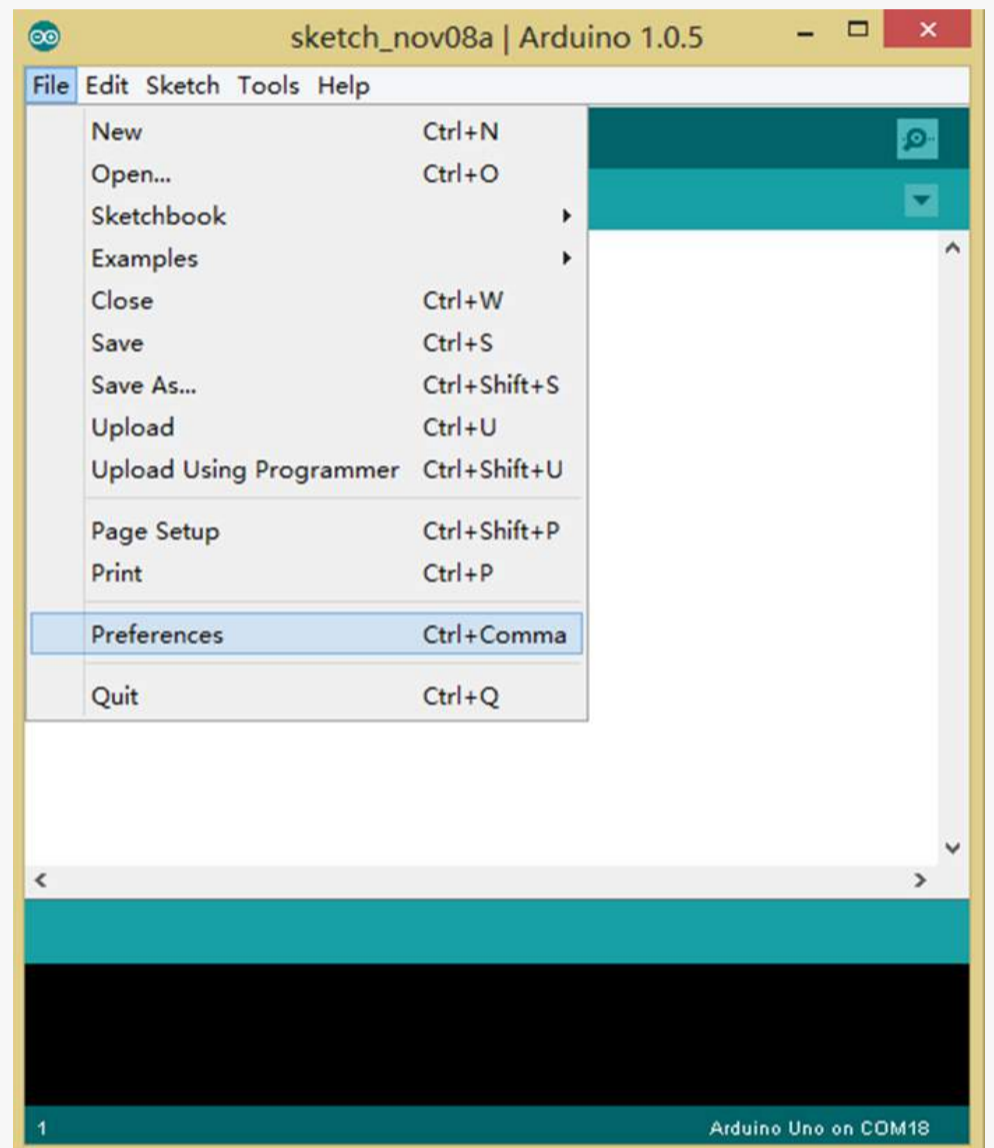 sketch_nov08a | Arduino 1.0.5
File Edit Sketch Tools Help
New Ctrl+N
Open... Ctrl+O
Sketchbook
Examples
Close Ctrl+W
Save Ctrl+S
Save As... Ctrl+Shift+S
Upload Ctrl+U
Upload Using Programmer Ctrl+Shift+U
Page Setup Ctrl+Shift+P
Print Ctrl+P
Preferences Ctrl+Comma
Quit Ctrl+Q
1 Arduino Uno on COM18